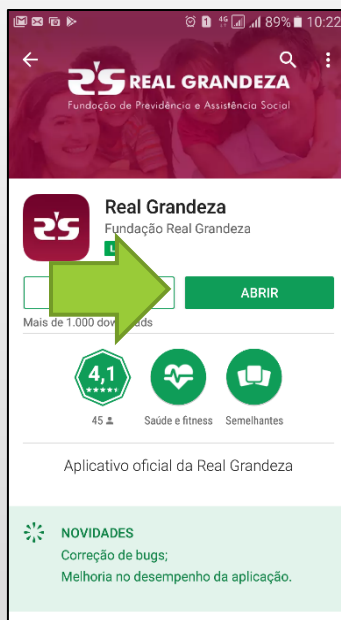 4G 89% 10:22
REAL GRANDEZA
Fundação de Previdência e Assistência Social
Real Grandeza
Fundação Real Grandeza
L
ABRIR
Mais de 1.000
4,1
45
Saúde e fitness
Semelhantes
Aplicativo oficial da Real Grandeza
NOVIDADES
Correção de bugs;
Melhoria no desempenho da aplicação.